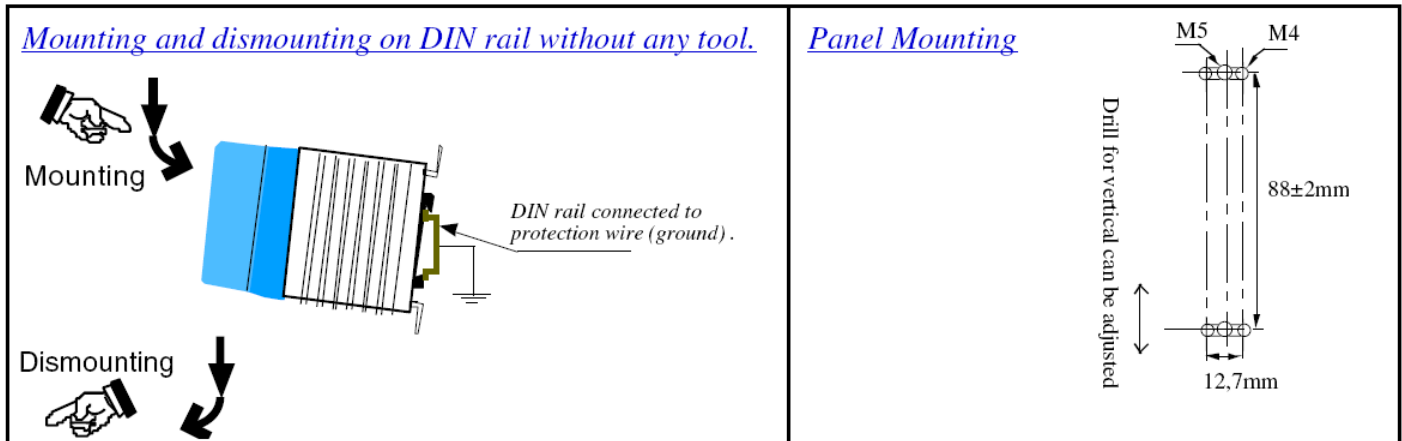 Mounting and dismounting on DIN rail without any tool.
Mounting
DIN rail connected to
protection wire (ground) .
Dismounting
Panel Mounting
M5
M4
Drill for vertical can be adjusted
88±2mm
12,7mm